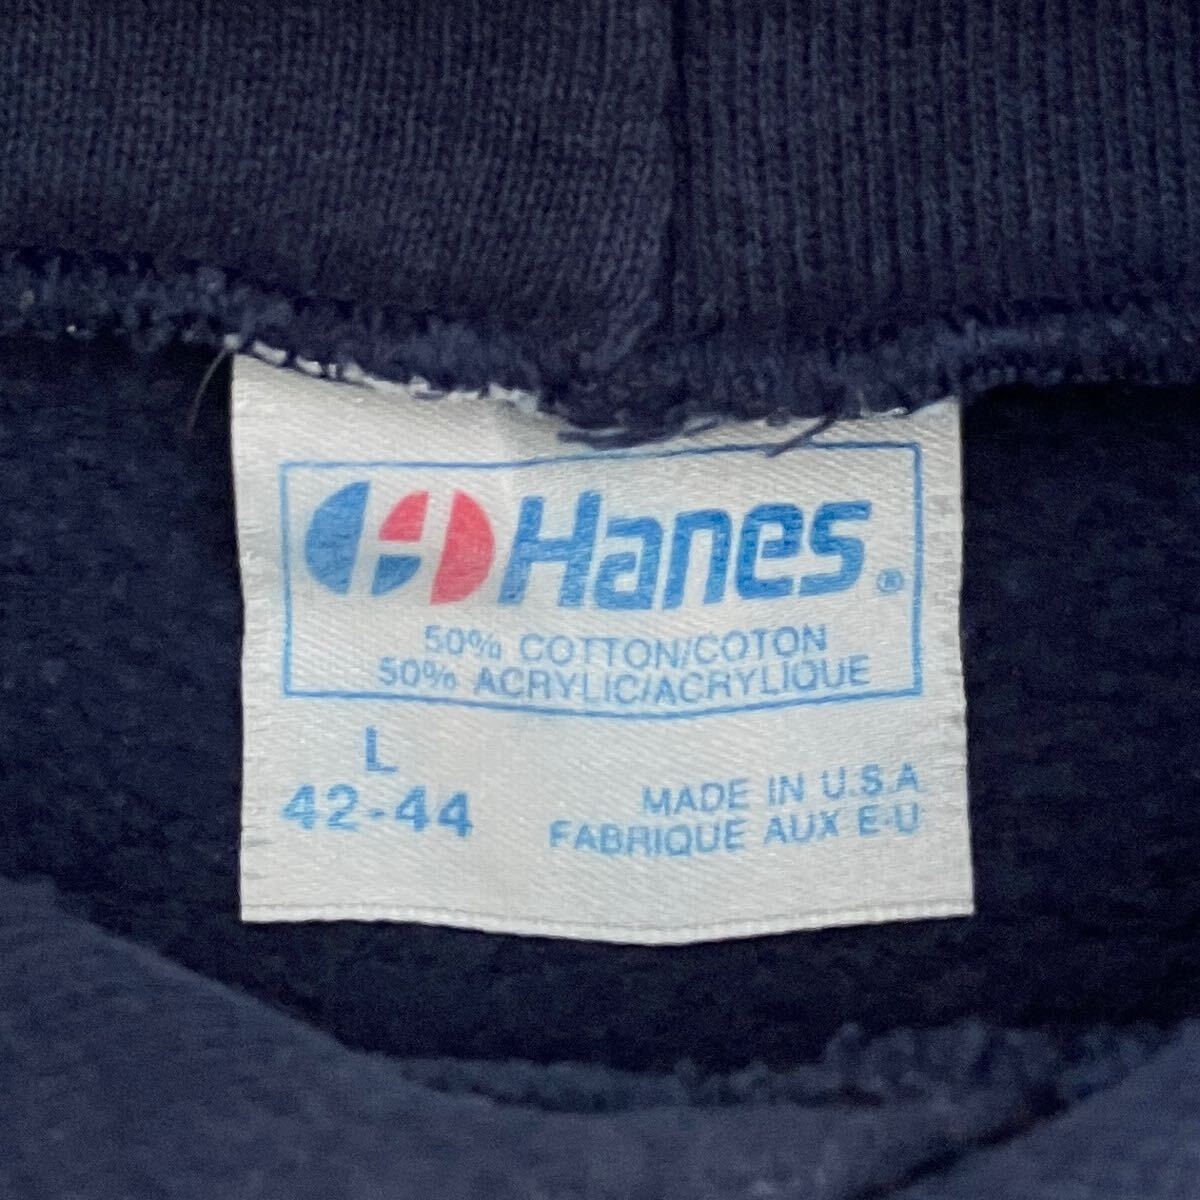 Hanes®
50% COTTON/COTON
50% ACRYLIC/ACRYLIQUE
L
42-44
MADE IN U.S.A.
FABRIQUE AUX E-U